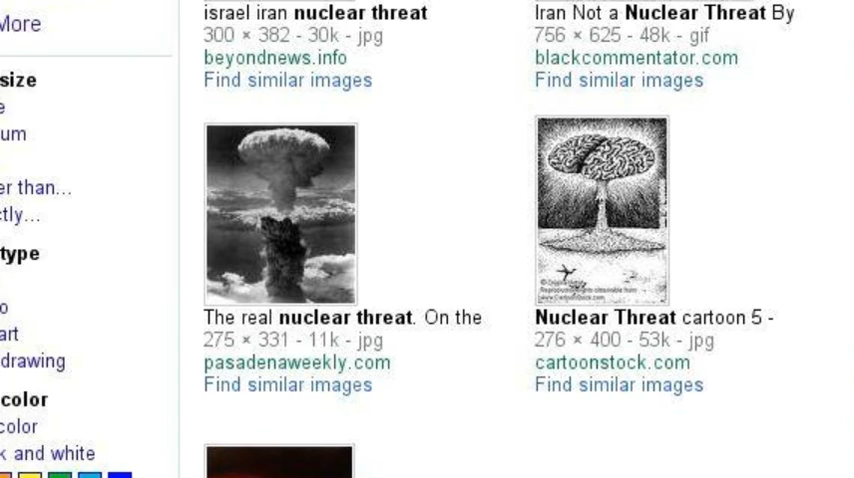 More
size
e
um
er than...
ctly...
type
o
art
drawing
color
color
k and white
israel iran nuclear threat
300 × 382 - 30k - jpg
beyondnews.info
Find similar images
Iran Not a Nuclear Threat By
756 × 625 - 48k - gif
blackcommentator.com
Find similar images
The real nuclear threat. On the
275 × 331 - 11k - jpg
pasadenaweekly.com
Find similar images
Nuclear Threat cartoon 5 -
276 × 400 - 53k - jpg
cartoonstock.com
Find similar images